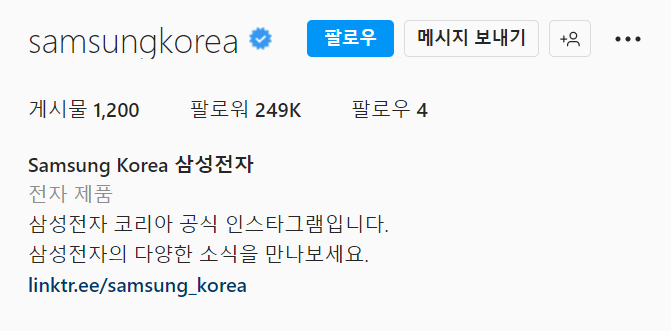 samsungkorea 팔로우 메시지 보내기
게시물 1,200 팔로워 249K 팔로우 4
Samsung Korea 삼성전자
전자 제품
삼성전자 코리아 공식 인스타그램입니다.
삼성전자의 다양한 소식을 만나보세요.
linktr.ee/samsung_korea